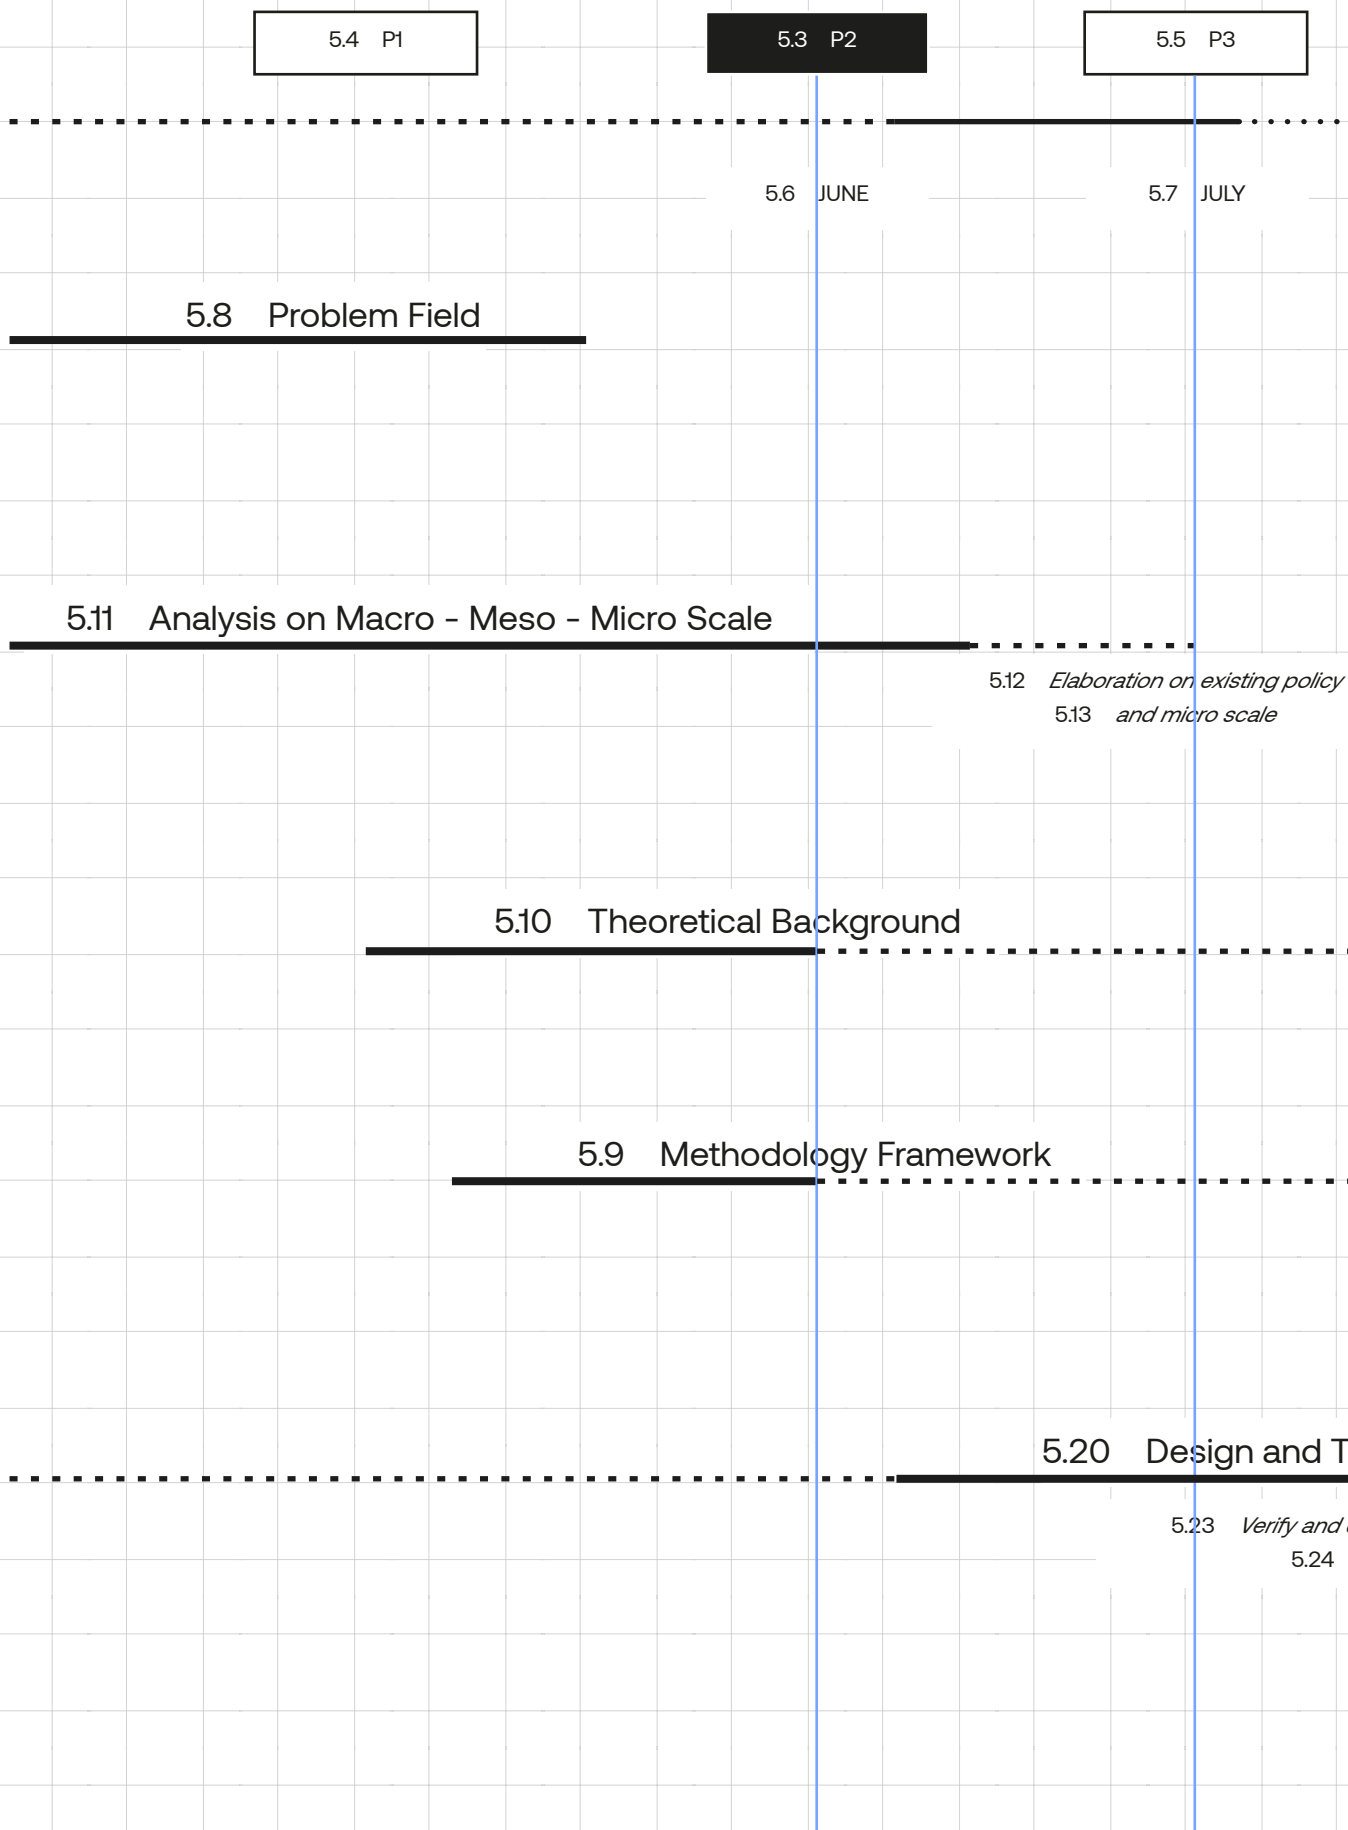 5.4 P1
5.3 P2
5.5 P3
5.6 JUNE
5.7 JULY
5.8 Problem Field
5.11 Analysis on Macro - Meso - Micro Scale
5.12 Elaboration on existing policy
5.13 and micro scale
5.10 Theoretical Background
5.9 Methodology Framework
5.20 Design and T
5.23 Verify and
5.24